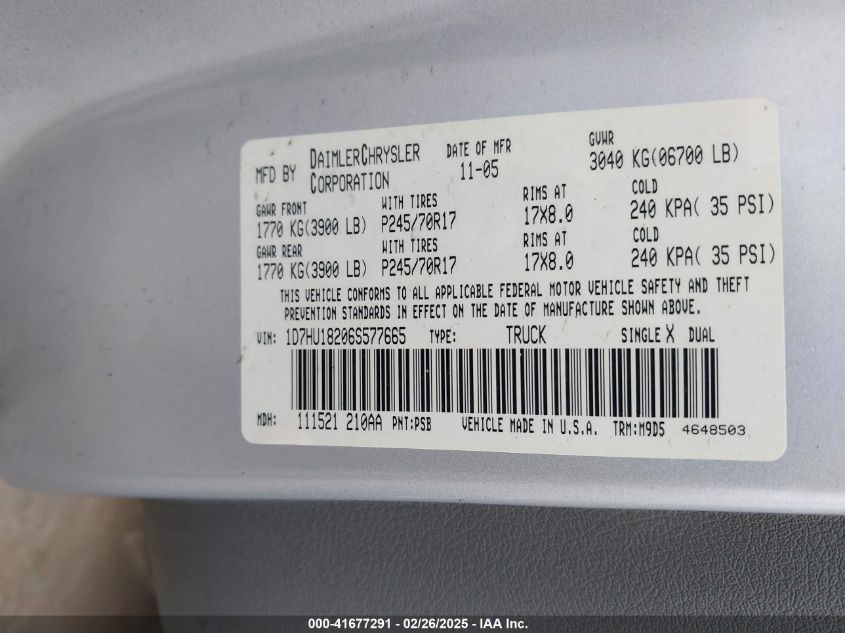 MFD BY DAIMLERCHRYSLER CORPORATION DATE OF MFR 11-05 GVWR 3040 KG(06700 LB)
GAWR FRONT WITH TIRES RIMS AT COLD
1770 KG(3900 LB) P245/70R17 17X8.0 240 KPA( 35 PSI)
GAWR REAR WITH TIRES RIMS AT COLD
1770 KG(3900 LB) P245/70R17 17X8.0 240 KPA( 35 PSI)
THIS VEHICLE CONFORMS TO ALL APPLICABLE FEDERAL MOTOR VEHICLE SAFETY AND THEFT
PREVENTION STANDARDS IN EFFECT ON THE DATE OF MANUFACTURE SHOWN ABOVE.
VIN: 1D7HU18206S577665 TYPE: TRUCK SINGLE X DUAL
MDH: 111521 210AA PNT:PSB VEHICLE MADE IN U.S.A. TRM:M9D5 4648503
000-41677291 - 02/26/2025 - IAA Inc.